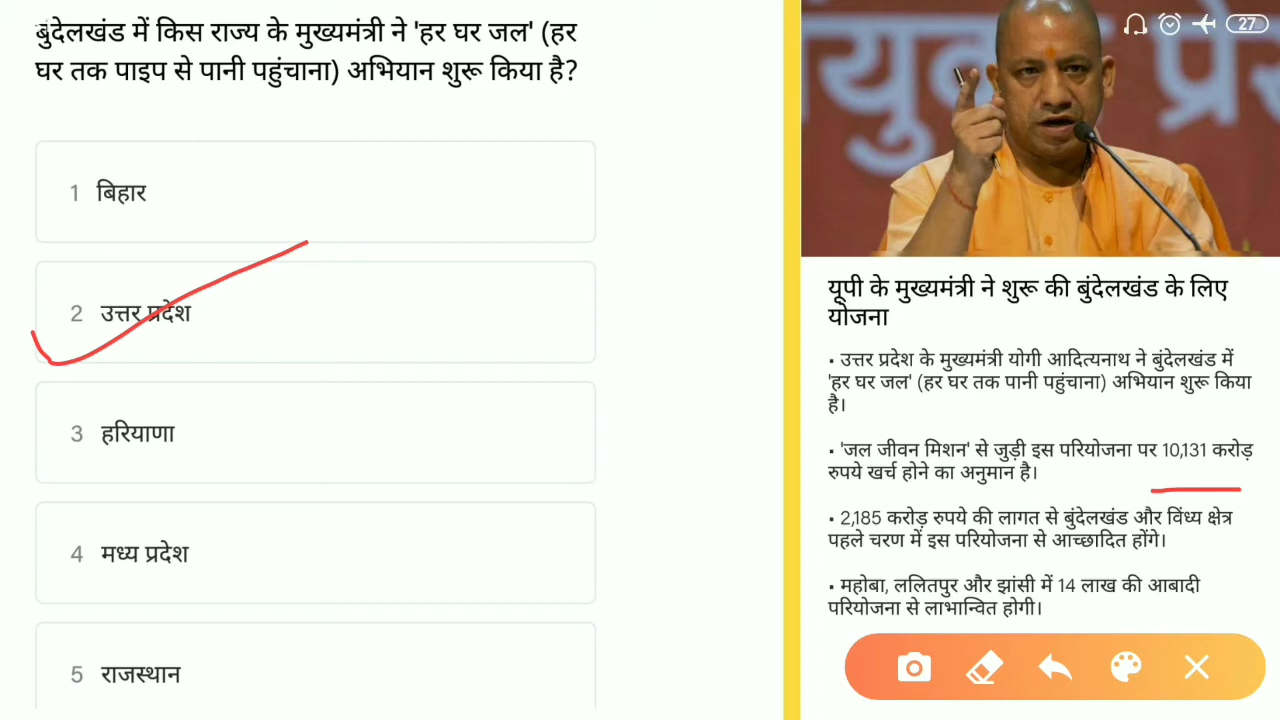 बुंदेलखंड में किस राज्य के मुख्यमंत्री ने 'हर घर जल' (हर
घर तक पाइप से पानी पहुंचाना) अभियान शुरू किया है?
1 बिहार
2 उत्तर प्रदेश
3 हरियाणा
4 मध्य प्रदेश
5 राजस्थान
27
यूपी के मुख्यमंत्री ने शुरू की बुंदेलखंड के लिए
योजना
• उत्तर प्रदेश के मुख्यमंत्री योगी आदित्यनाथ ने बुंदेलखंड में
'हर घर जल' (हर घर तक पानी पहुंचाना) अभियान शुरू किया
है।
• 'जल जीवन मिशन' से जुड़ी इस परियोजना पर 10,131 करोड़
रुपये खर्च होने का अनुमान है।
• 2,185 करोड़ रुपये की लागत से बुंदेलखंड और विंध्य क्षेत्र
पहले चरण में इस परियोजना से आच्छादित होंगे।
• महोबा, ललितपुर और झांसी में 14 लाख की आबादी
परियोजना से लाभान्वित होगी।